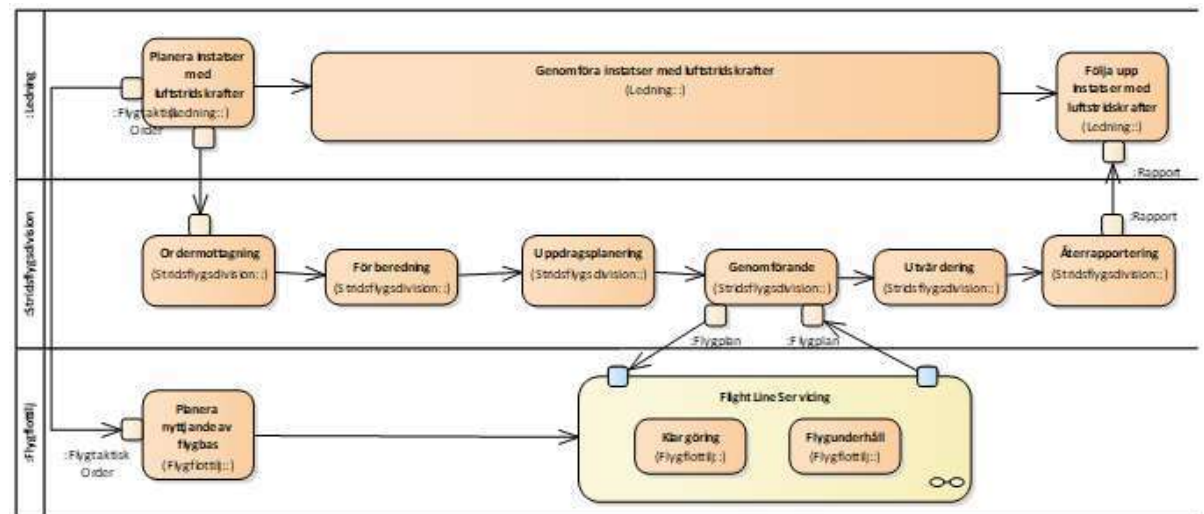 :Ledning
Planera instatser
med
luftstridskrafter
(Ledning::)
:Flygtaktisk
Order
Genomföra instatser med luftstridskrafter
(Ledning::)
Följa upp
instatser med
luftstridskrafter
(Ledning::)
:Rapport
:Stridsflygsdivision
Ordermottagning
(Stridsflygsdivision::)
Förberedning
(Stridsflygsdivision::)
Uppdragsplanering
(Stridsflygsdivision::)
Genomförande
(Stridsflygsdivision::)
Utvärdering
(Stridsflygsdivision::)
:Rapport
Återrapportering
(Stridsflygsdivision::)
:Flygplan
:Flygplan
:Flygflottilj
Planera
nyttjande av
flygbas
(Flygflottilj::)
:Flygtaktisk
Order
Flight Line Servicing
Klargöring
(Flygflottilj::)
Flygunderhåll
(Flygflottilj::)